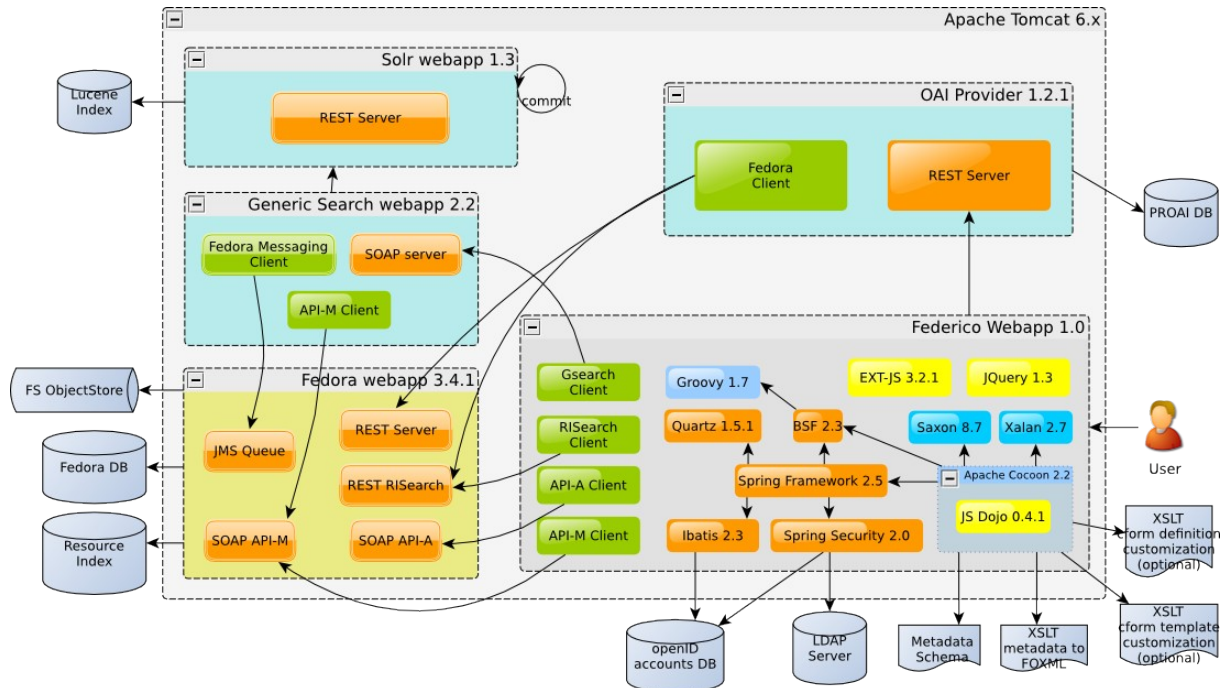 Apache Tomcat 6.x
Solr webapp 1.3
REST Server
commit
Lucene
Index
OAI Provider 1.2.1
Fedora
Client
REST Server
PROAI DB
Generic Search webapp 2.2
Fedora Messaging
Client
SOAP server
API-M Client
Fedora webapp 3.4.1
JMS Queue
REST Server
REST RISearch
SOAP API-M
SOAP API-A
FS ObjectStore
Fedora DB
Resource
Index
Federico Webapp 1.0
Gsearch
Client
RISearch
Client
API-A Client
API-M Client
Groovy 1.7
EXT-JS 3.2.1
JQuery 1.3
Quartz 1.5.1
BSF 2.3
Saxon 8.7
Xalan 2.7
Spring Framework 2.5
Apache Cocoon 2.2
JS Dojo 0.4.1
Ibatis 2.3
Spring Security 2.0
User
XSLT
cform definition
customization
(optional)
openID
accounts DB
LDAP
Server
Metadata
Schema
XSLT
metadata to
FOXML
XSLT
cform template
customization
(optional)